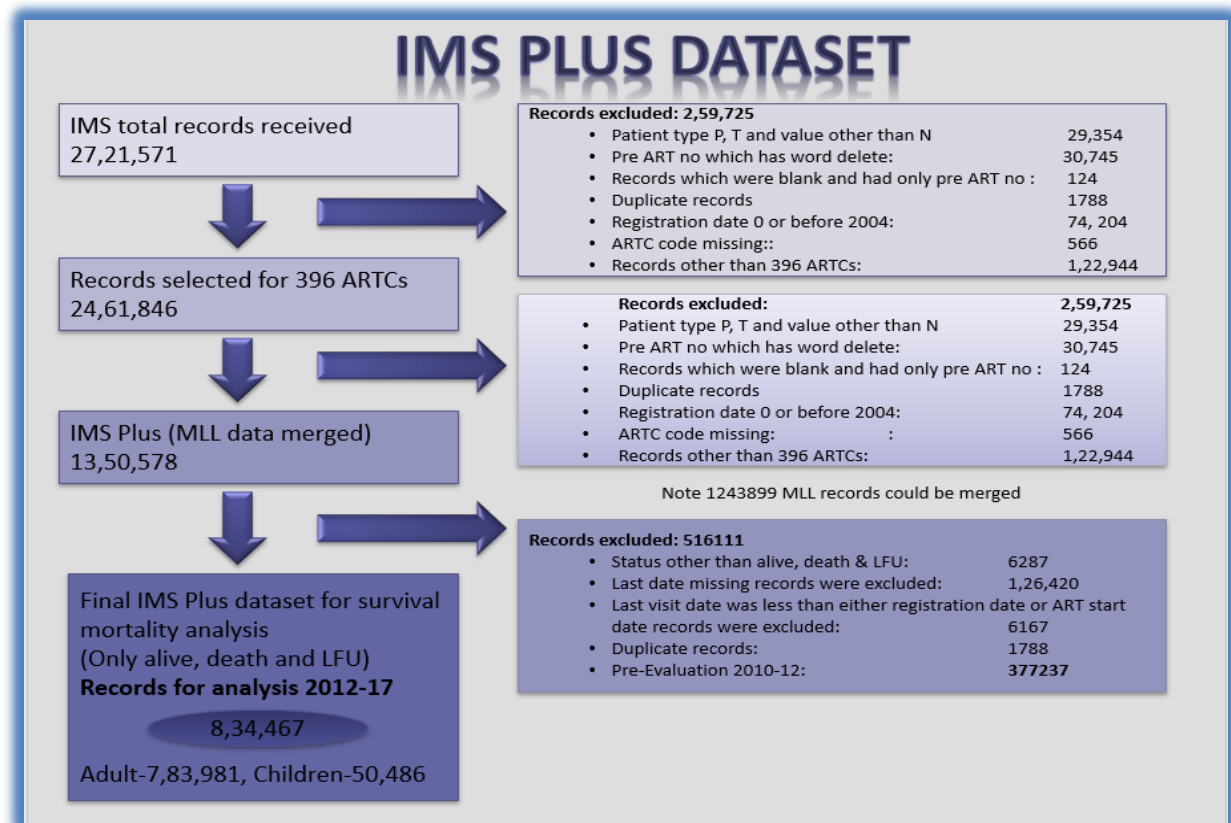 IMS PLUS DATASET
IMS total records received
27,21,571
Records excluded: 2,59,725
• Patient type P, T and value other than N 29,354
• Pre ART no which has word delete: 30,745
• Records which were blank and had only pre ART no : 124
• Duplicate records 1788
• Registration date 0 or before 2004: 74, 204
• ARTC code missing:: 566
• Records other than 396 ARTCs: 1,22,944
Records selected for 396 ARTCs
24,61,846
Records excluded: 2,59,725
• Patient type P, T and value other than N 29,354
• Pre ART no which has word delete: 30,745
• Records which were blank and had only pre ART no : 124
• Duplicate records 1788
• Registration date 0 or before 2004: 74, 204
• ARTC code missing: : 566
• Records other than 396 ARTCs: 1,22,944
IMS Plus (MLL data merged)
13,50,578
Note 1243899 MLL records could be merged
Records excluded: 516111
• Status other than alive, death & LFU: 6287
• Last date missing records were excluded: 1,26,420
• Last visit date was less than either registration date or ART start
date records were excluded: 6167
• Duplicate records: 1788
• Pre-Evaluation 2010-12: 377237
Final IMS Plus dataset for survival
mortality analysis
(Only alive, death and LFU)
Records for analysis 2012-17
8,34,467
Adult-7,83,981, Children-50,486